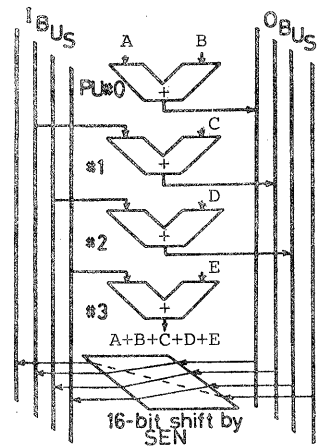 IBUS OBUS
A B
PU#0
+
C
#1
+
D
#2
+
E
#3
+
A+B+C+D+E
16-bit shift by
SEN